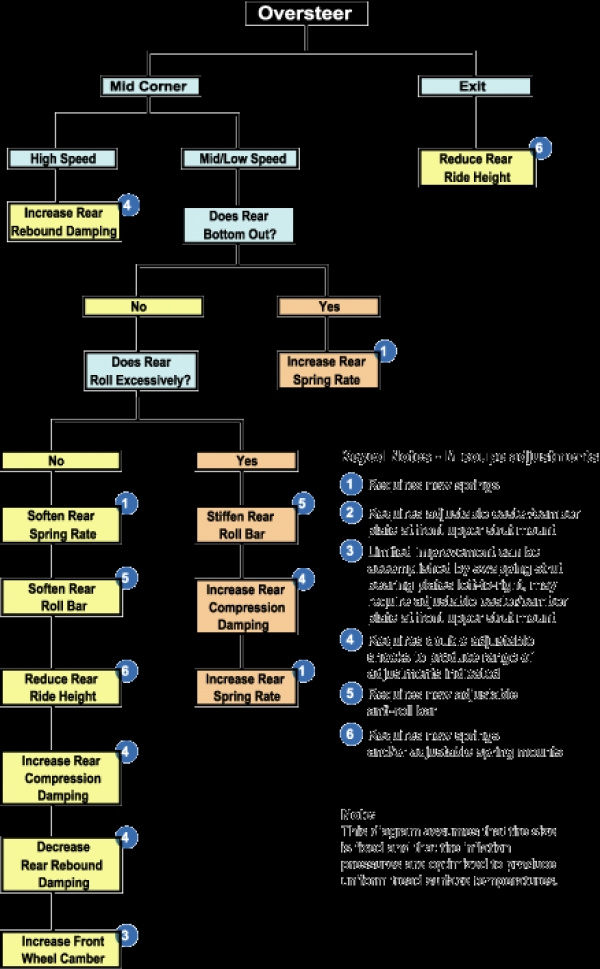 Oversteer
Mid Corner
Exit
High Speed
Mid/Low Speed
6
Reduce Rear
Ride Height
4
Increase Rear
Rebound Damping
Does Rear
Bottom Out?
No
Yes
Does Rear
Roll Excessively?
1
Increase Rear
Spring Rate
No
Yes
1
Soften Rear
Spring Rate
5
Stiffen Rear
Roll Bar
5
Soften Rear
Roll Bar
4
Increase Rear
Compression
Damping
6
Reduce Rear
Ride Height
1
Increase Rear
Spring Rate
4
Increase Rear
Compression
Damping
4
Decrease
Rear Rebound
Damping
3
Increase Front
Wheel Camber
Keyed Notes - M coupe adjustments
1 Requires new springs
2 Requires adjustable caster/camber
plate at front upper strut mount
3 Limited improvement can be
accomplished by swapping strut
bearing plates left-to-right, may
require adjustable caster/camber
plate at front upper strut mount
4 Requires double adjustable
shocks to produce range of
adjustments indicated
5 Requires new adjustable
anti-roll bar
6 Requires new springs
and/or adjustable spring mounts
Note:
This diagram assumes that tire size
is fixed and that tire inflation
pressures are optimized to produce
uniform tread surface temperatures.